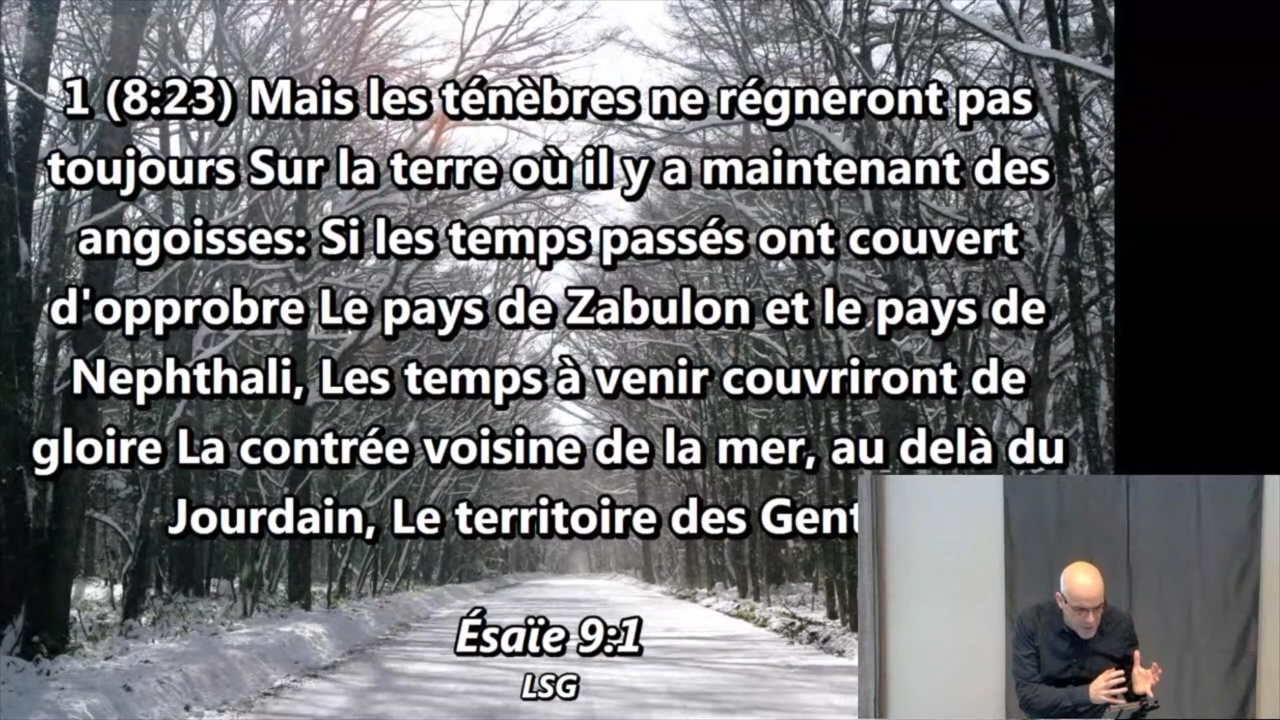 1 (8:23) Mais les ténèbres ne régneront pas
toujours Sur la terre où il y a maintenant des
angoisses: Si les temps passés ont couvert
d'opprobre Le pays de Zabulon et le pays de
Nephthali, Les temps à venir couvriront de
gloire La contrée voisine de la mer, au delà du
Jourdain, Le territoire des Gent
Ésaïe 9:1
LSG